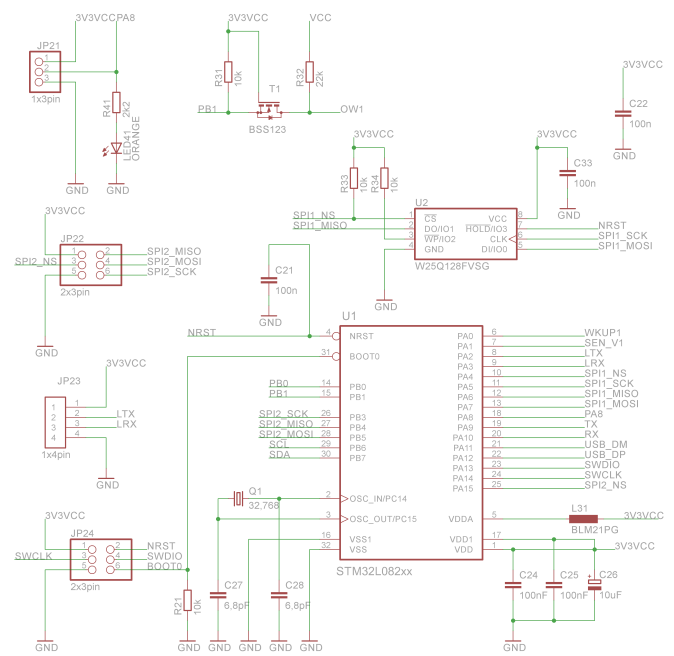 3V3VCC PA8
JP21
1
2
3
1x3pin
R41
2k2
LED41
ORANGE
GND GND
3V3VCC VCC
R31
10k
R32
22k
T1
PB1 OW1
BSS123
3V3VCC
C22
100n
GND
3V3VCC
R33
10k
R34
10k
SPI1_NS
SPI1_MISO
U2
1 CS VCC 8
2 DO/IO1 HOLD/IO3 7 NRST
3 WP/IO2 CLK 6 SPI1_SCK
4 GND DI/IO0 5 SPI1_MOSI
W25Q128FVSG
GND
3V3VCC
C33
100n
GND
3V3VCC
JP22
1 2 SPI2_MISO
SPI2_NS 3 4 SPI2_MOSI
5 6 SPI2_SCK
2x3pin
GND
C21
100n
GND
U1
NRST 4 NRST PA0 6 WKUP1
PA1 7 SEN_V1
31 BOOT0 PA2 8 LTX
PA3 9 LRX
PA4 10 SPI1_NS
PB0 14 PB0 PA5 11 SPI1_SCK
PB1 15 PB1 PA6 12 SPI1_MISO
PA7 13 SPI1_MOSI
SPI2_SCK 26 PB3 PA8 18 PA8
SPI2_MISO 27 PB4 PA9 19 TX
SPI2_MOSI 28 PB5 PA10 20 RX
SCL 29 PB6 PA11 21 USB_DM
SDA 30 PB7 PA12 22 USB_DP
PA13 23 SWDIO
PA14 24 SWCLK
PA15 25 SPI2_NS
2 OSC_IN/PC14
3 OSC_OUT/PC15 VDDA 5
16 VSS1 VDD1 17
32 VSS VDD 1
STM32L082xx
L31
3V3VCC
BLM21PG
3V3VCC
JP23
1 1
2 2 LTX
3 3 LRX
4 4
1x4pin
3V3VCC
GND
Q1
32,768
3V3VCC
JP24
1 2 NRST
SWCLK 3 4 SWDIO
5 6 BOOT0
2x3pin
GND
R21
10k
GND
C27
6,8pF
GND
GND
C28
6,8pF
GND
GND
C24
100nF
C25
100nF
C26
+
10uF
GND